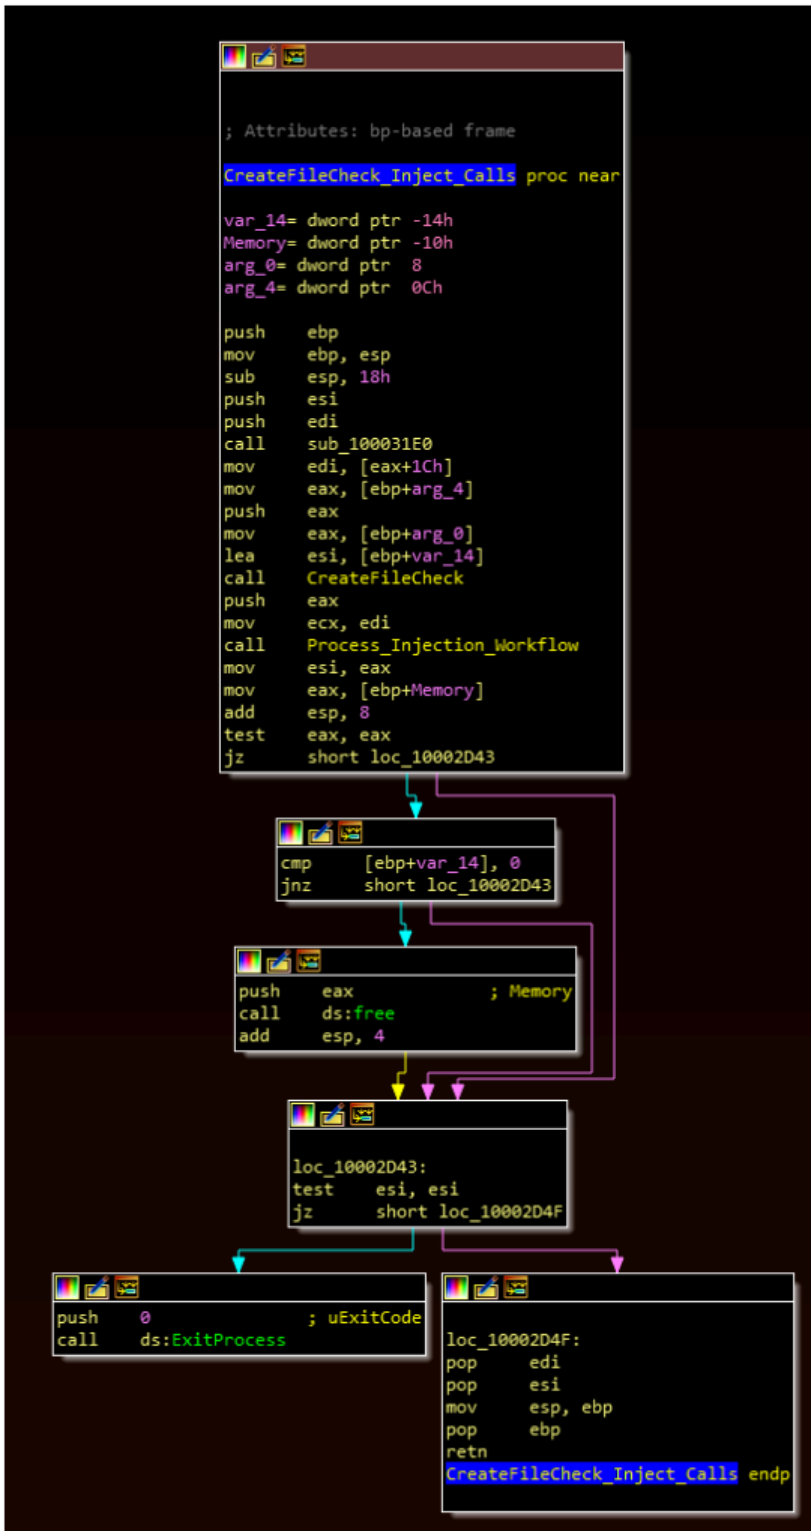 ; Attributes: bp-based frame
CreateFileCheck_Inject_Calls proc near
var_14= dword ptr -14h
Memory= dword ptr -10h
arg_0= dword ptr  8
arg_4= dword ptr  0Ch
push    ebp
mov     ebp, esp
sub     esp, 18h
push    esi
push    edi
call    sub_100031E0
mov     edi, [eax+1Ch]
mov     eax, [ebp+arg_4]
push    eax
mov     eax, [ebp+arg_0]
lea     esi, [ebp+var_14]
call    CreateFileCheck
push    eax
mov     ecx, edi
call    Process_Injection_Workflow
mov     esi, eax
mov     eax, [ebp+Memory]
add     esp, 8
test    eax, eax
jz      short loc_10002D43
cmp     [ebp+var_14], 0
jnz     short loc_10002D43
push    eax             ; Memory
call    ds:free
add     esp, 4
loc_10002D43:
test    esi, esi
jz      short loc_10002D4F
push    0               ; uExitCode
call    ds:ExitProcess
loc_10002D4F:
pop     edi
pop     esi
mov     esp, ebp
pop     ebp
retn
CreateFileCheck_Inject_Calls endp